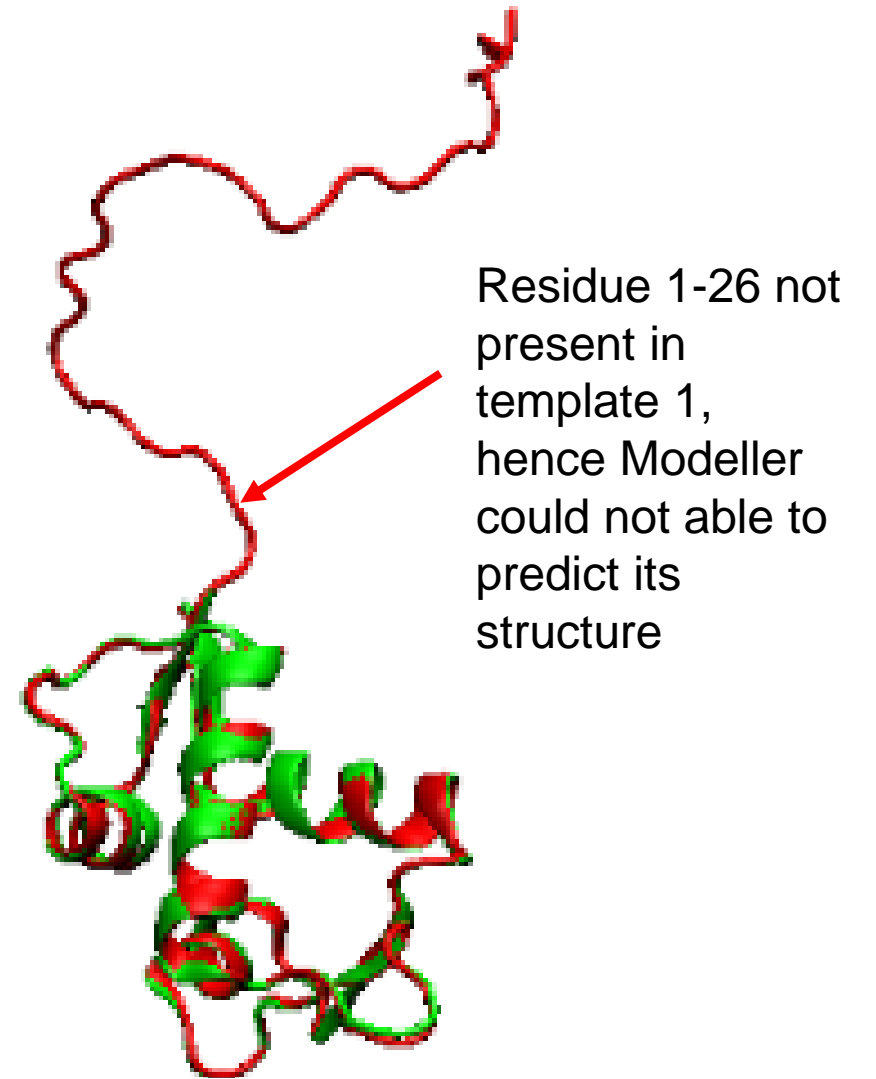 Residue 1-26 not
present in
template 1,
hence Modeller
could not able to
predict its
structure